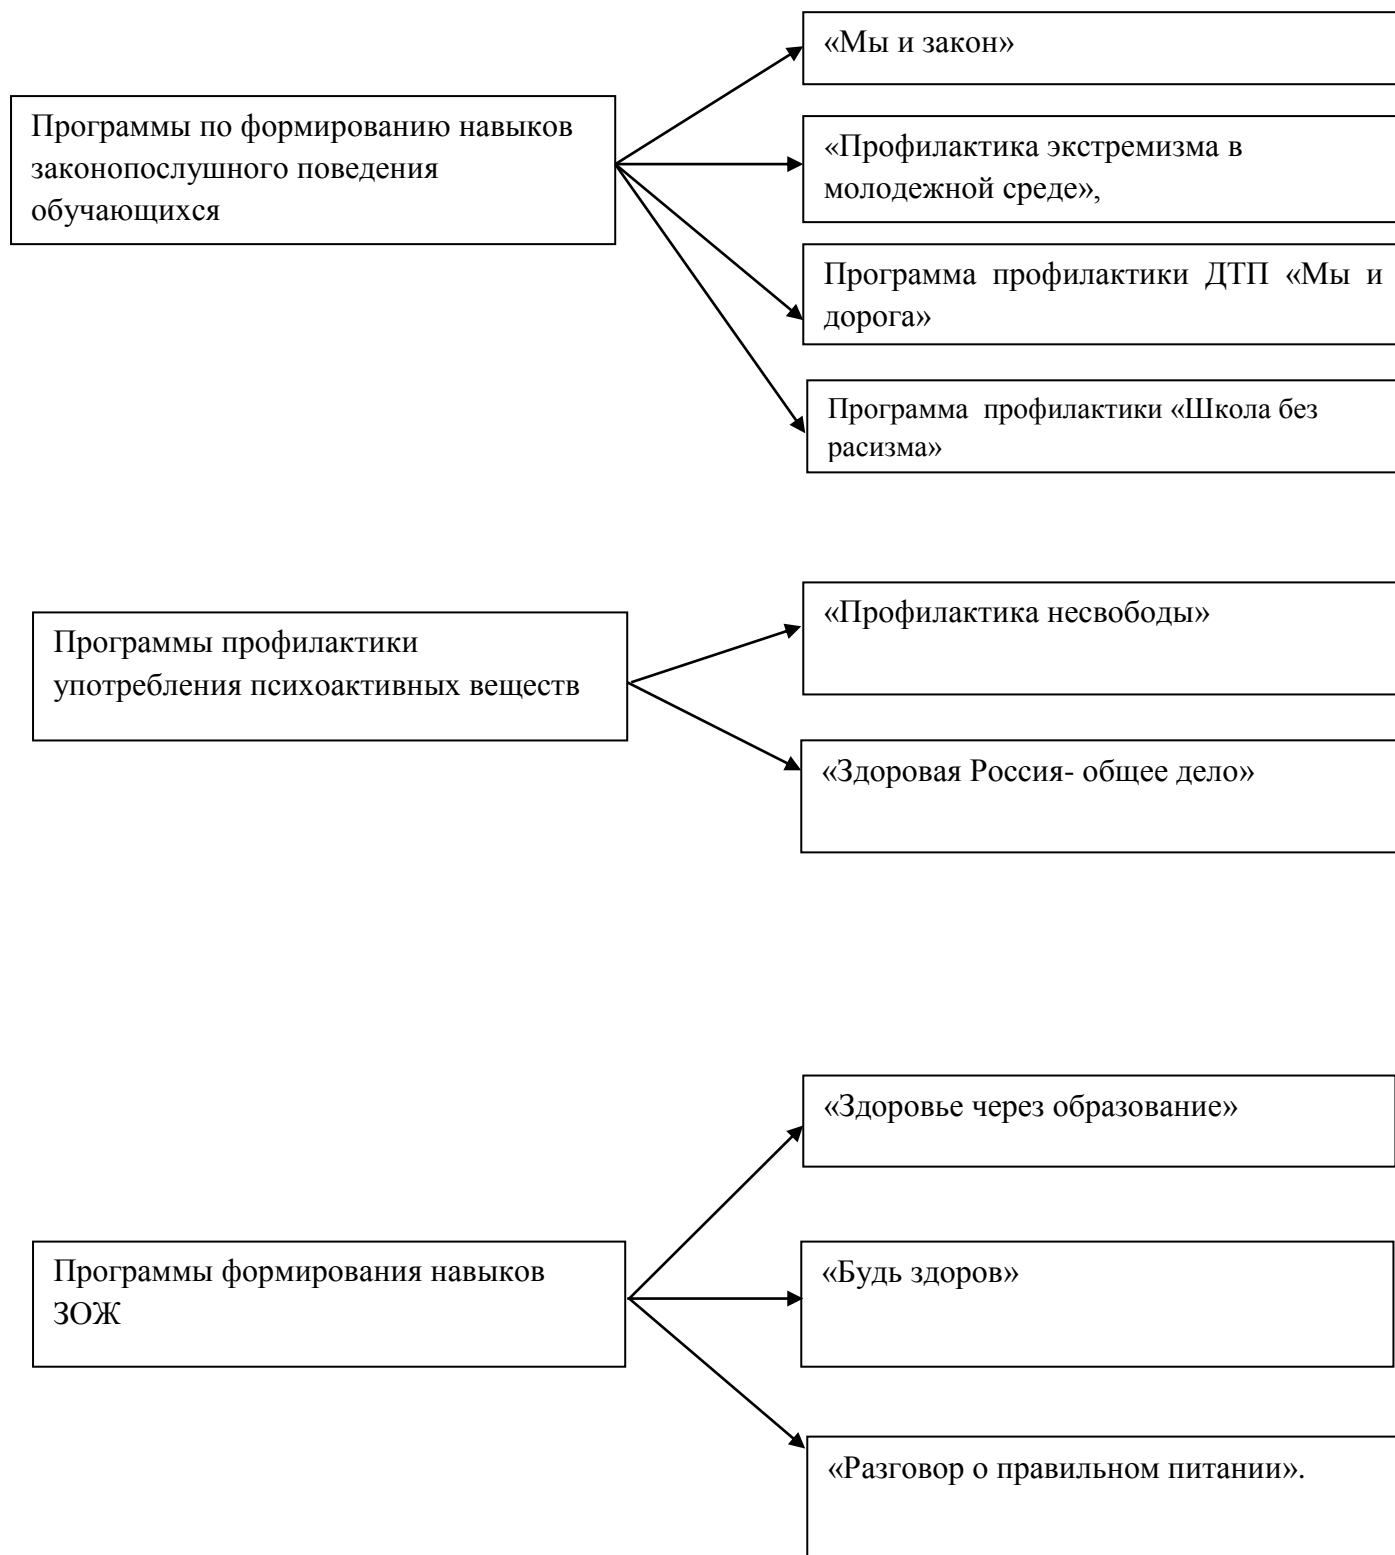 «Мы и закон»
Программы по формированию навыков
законопослушного поведения
обучающихся
«Профилактика экстремизма в
молодежной среде»,
Программа профилактики ДТП «Мы и
дорога»
Программа профилактики «Школа без
расизма»
Программы профилактики
употребления психоактивных веществ
«Профилактика несвободы»
«Здоровая Россия- общее дело»
«Здоровье через образование»
Программы формирования навыков
ЗОЖ
«Будь здоров»
«Разговор о правильном питании».